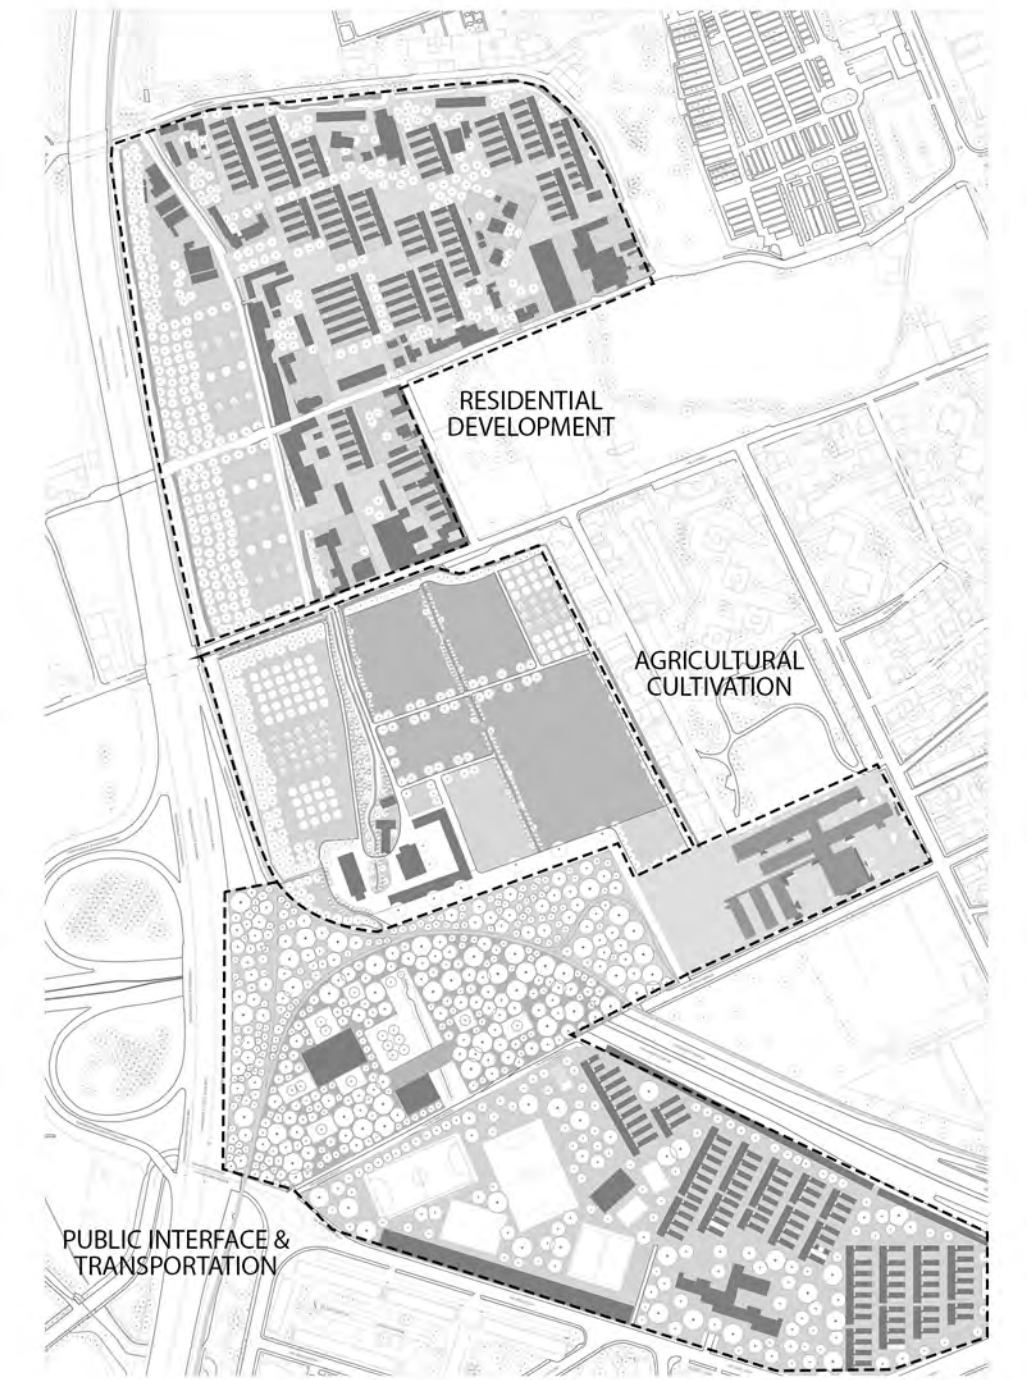 RESIDENTIAL
DEVELOPMENT
AGRICULTURAL
CULTIVATION
PUBLIC INTERFACE &
TRANSPORTATION